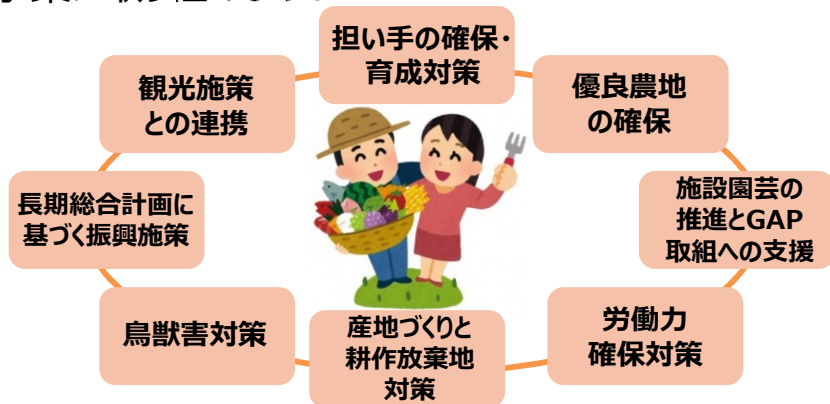 担い手の確保・
育成対策
優良農地
の確保
施設園芸の
推進とGAP
取組への支援
労働力
確保対策
産地づくりと
耕作放棄地
対策
鳥獣害対策
長期総合計画に
基づく振興施策
観光施策
との連携